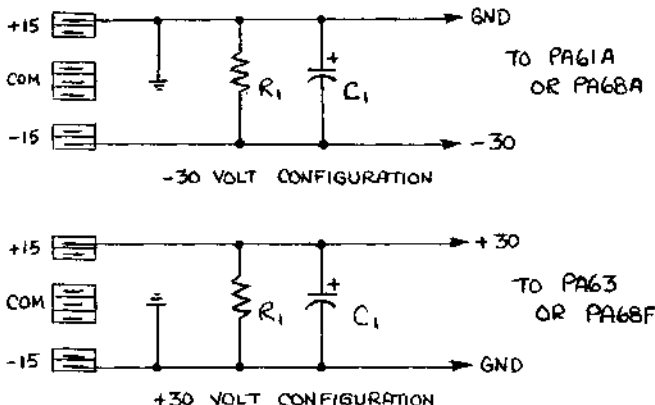 +15
GND
TO PA61A
OR PA68A
COM
R1
+
C1
-15
-30
-30 VOLT CONFIGURATION
+15
+30
TO PA63
OR PA68F
COM
R1
+
C1
-15
GND
+30 VOLT CONFIGURATION